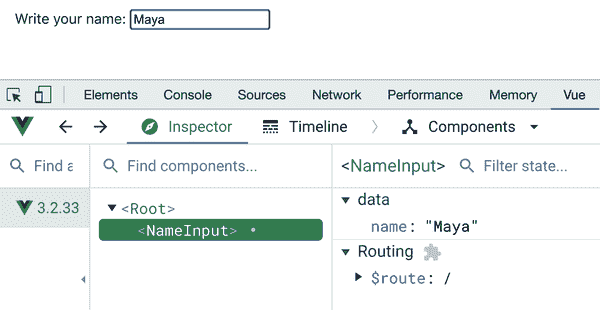 Write your name: Maya
Elements Console Sources Network Performance Memory Vue
Inspector Timeline Components
Find a Find components... <NameInput> Filter state...
3.2.33 <Root> data
<NameInput> name: "Maya"
Routing
$route: /